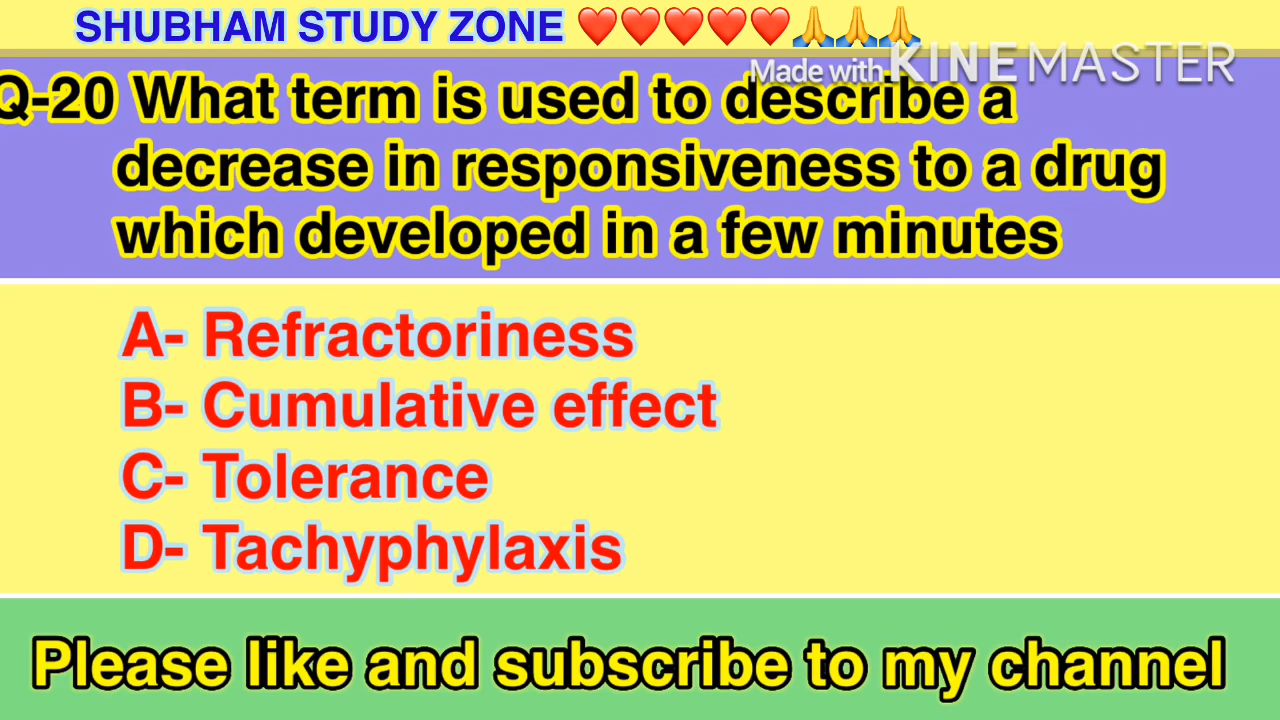 SHUBHAM STUDY ZONE ❤️❤️❤️❤️❤️🙏🙏🙏
Made with KINEMASTER
Q-20 What term is used to describe a
decrease in responsiveness to a drug
which developed in a few minutes
A- Refractoriness
B- Cumulative effect
C- Tolerance
D- Tachyphylaxis
Please like and subscribe to my channel